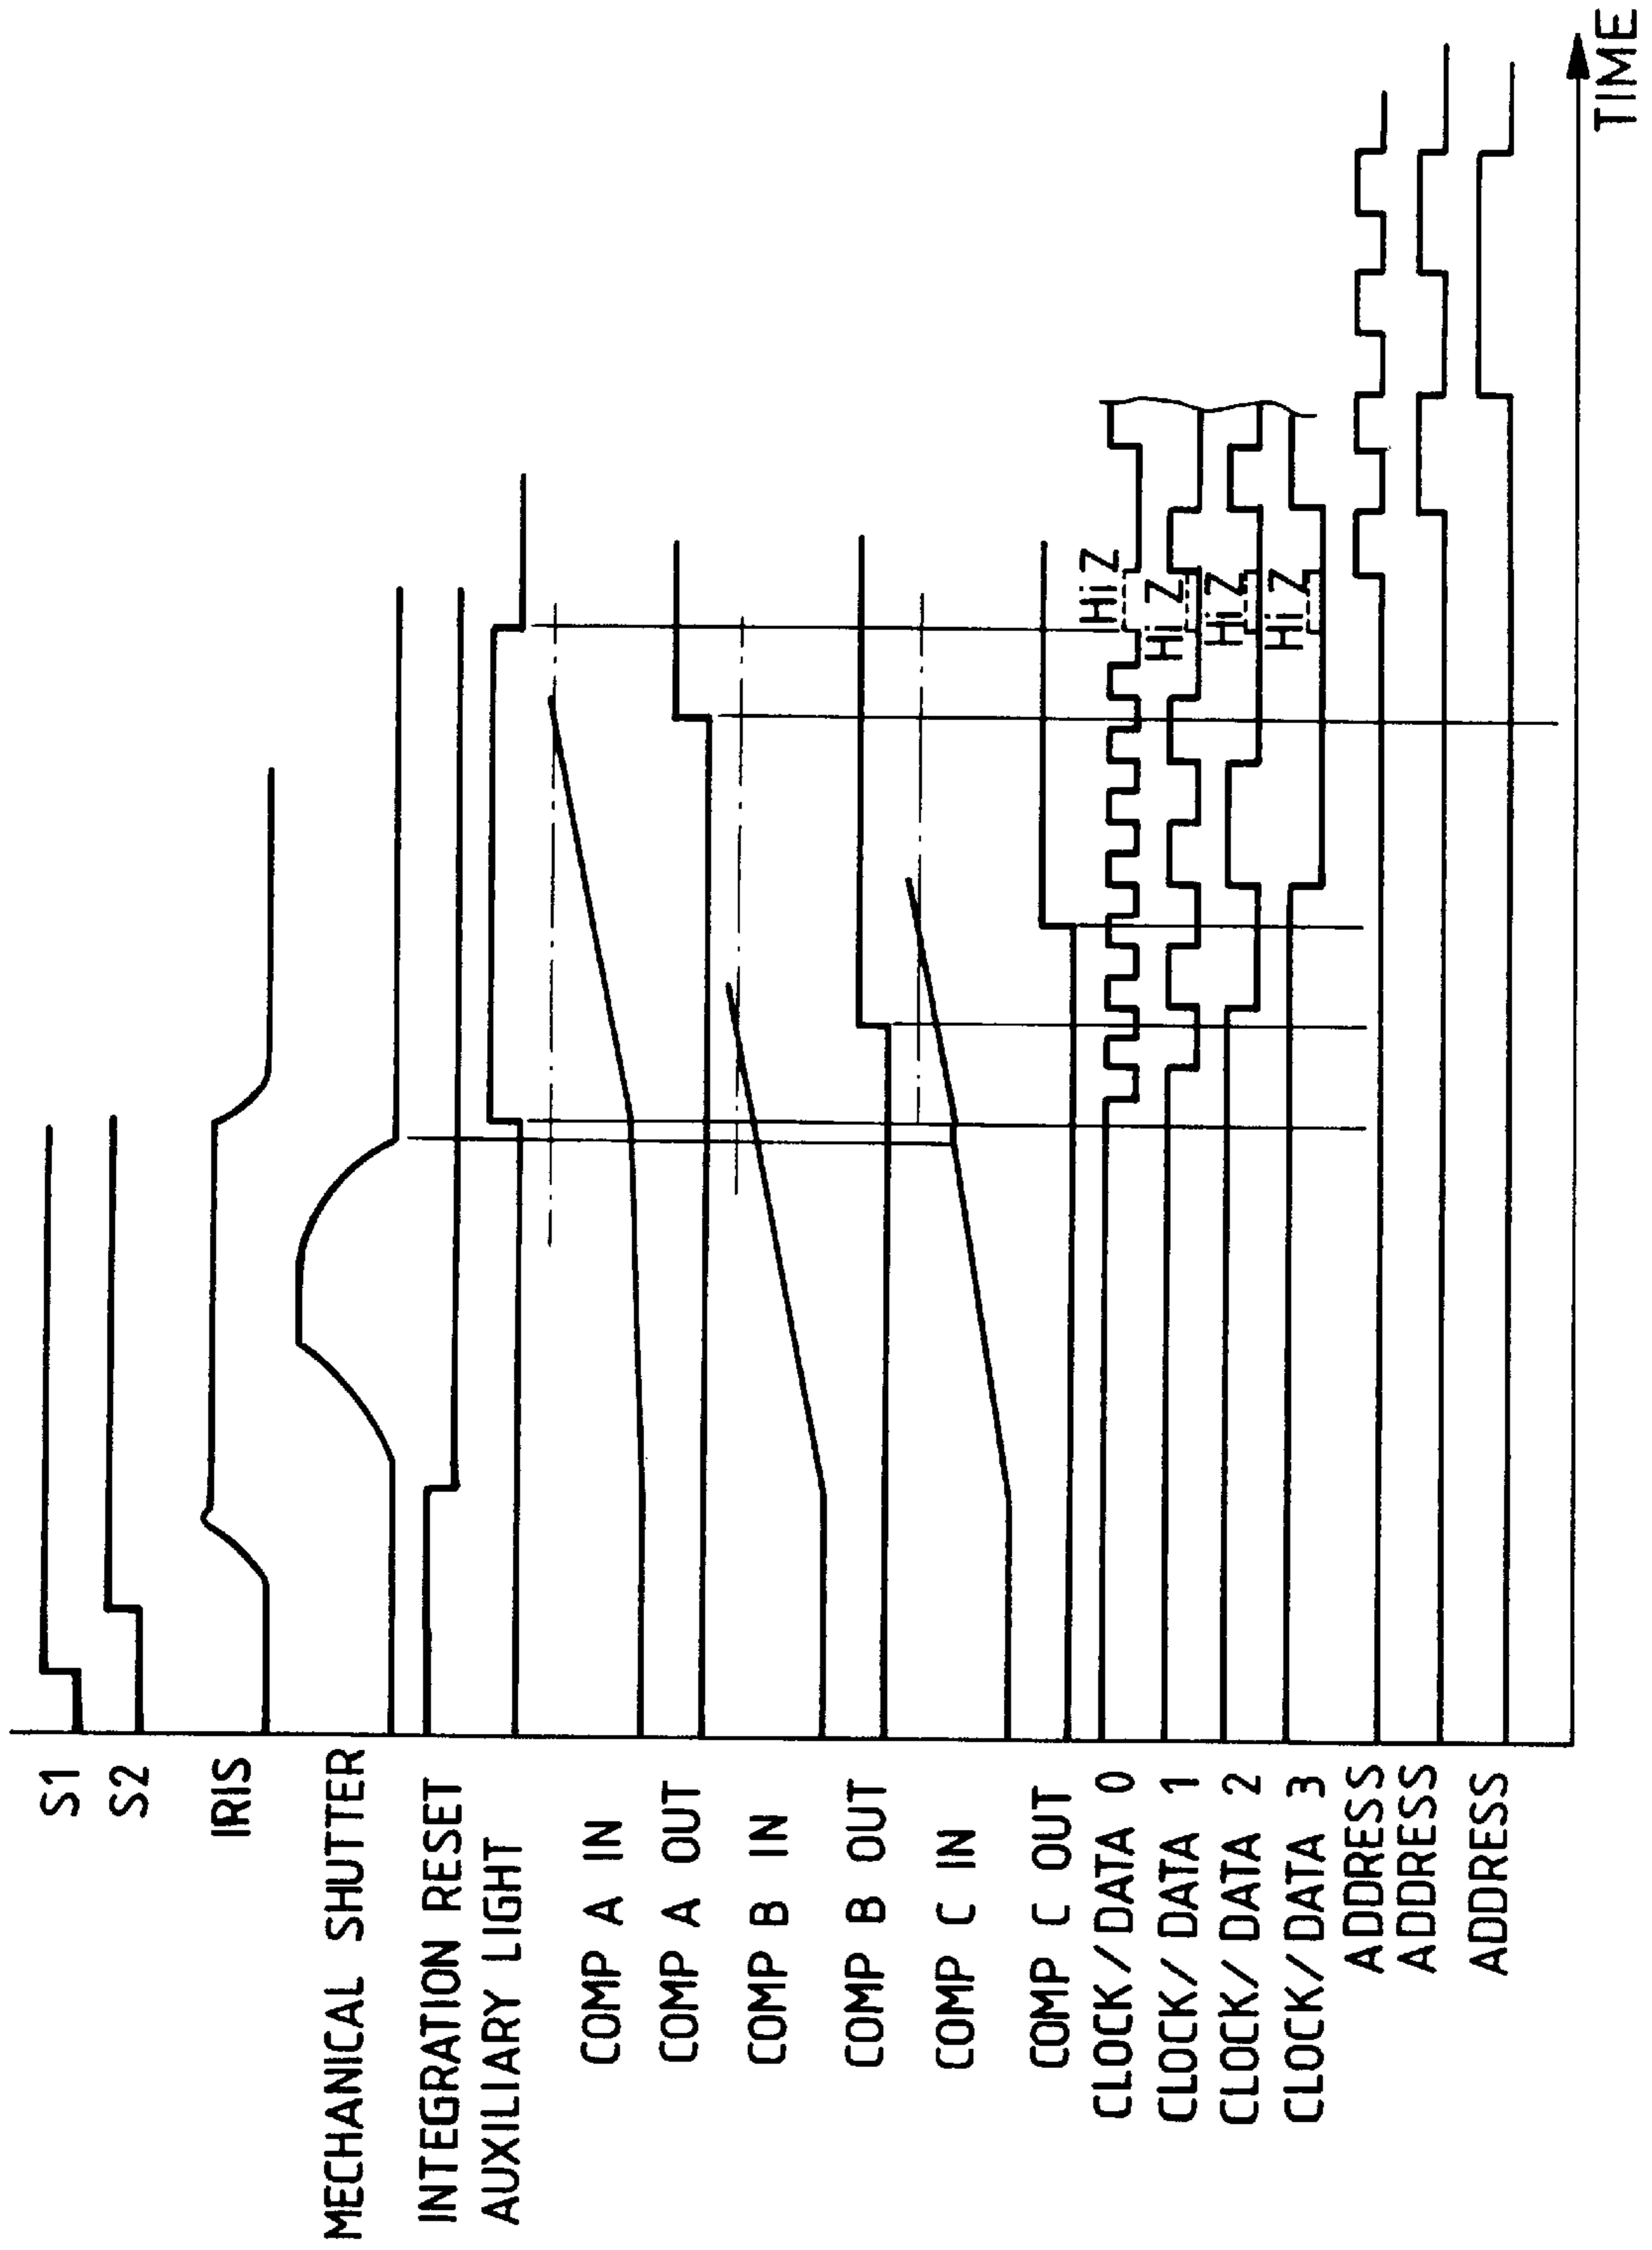 S1
S2
IRIS
MECHANICAL SHUTTER
INTEGRATION RESET
AUXILIARY LIGHT
COMP A IN
COMP A OUT
COMP B IN
COMP B OUT
COMP C IN
COMP C OUT
CLOCK/DATA 0
CLOCK/DATA 1
CLOCK/DATA 2
CLOCK/DATA 3
ADDRESS
ADDRESS
ADDRESS
Hi Z
Hi Z
Hi Z
Hi Z
TIME